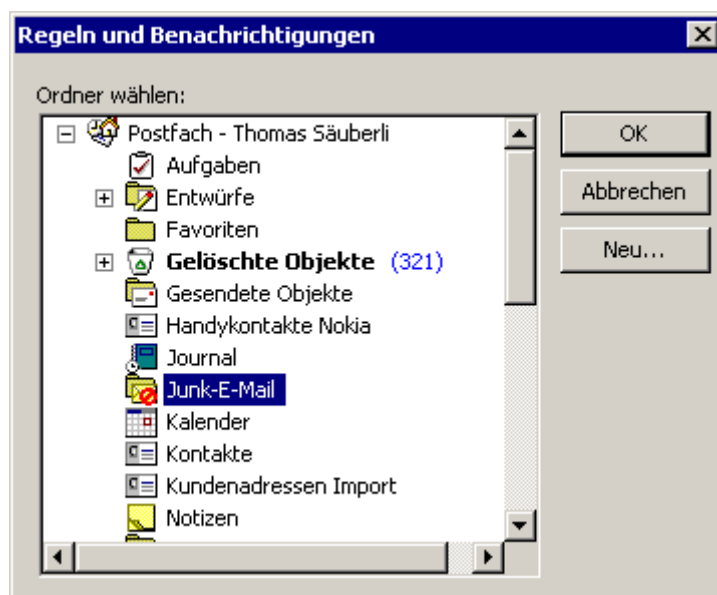 Regeln und Benachrichtigungen
Ordner wählen:
Postfach - Thomas Säuberli
Aufgaben
Entwürfe
Favoriten
Gelöschte Objekte (321)
Gesendete Objekte
Handykontakte Nokia
Journal
Junk-E-Mail
Kalender
Kontakte
Kundenadressen Import
Notizen
OK
Abbrechen
Neu...